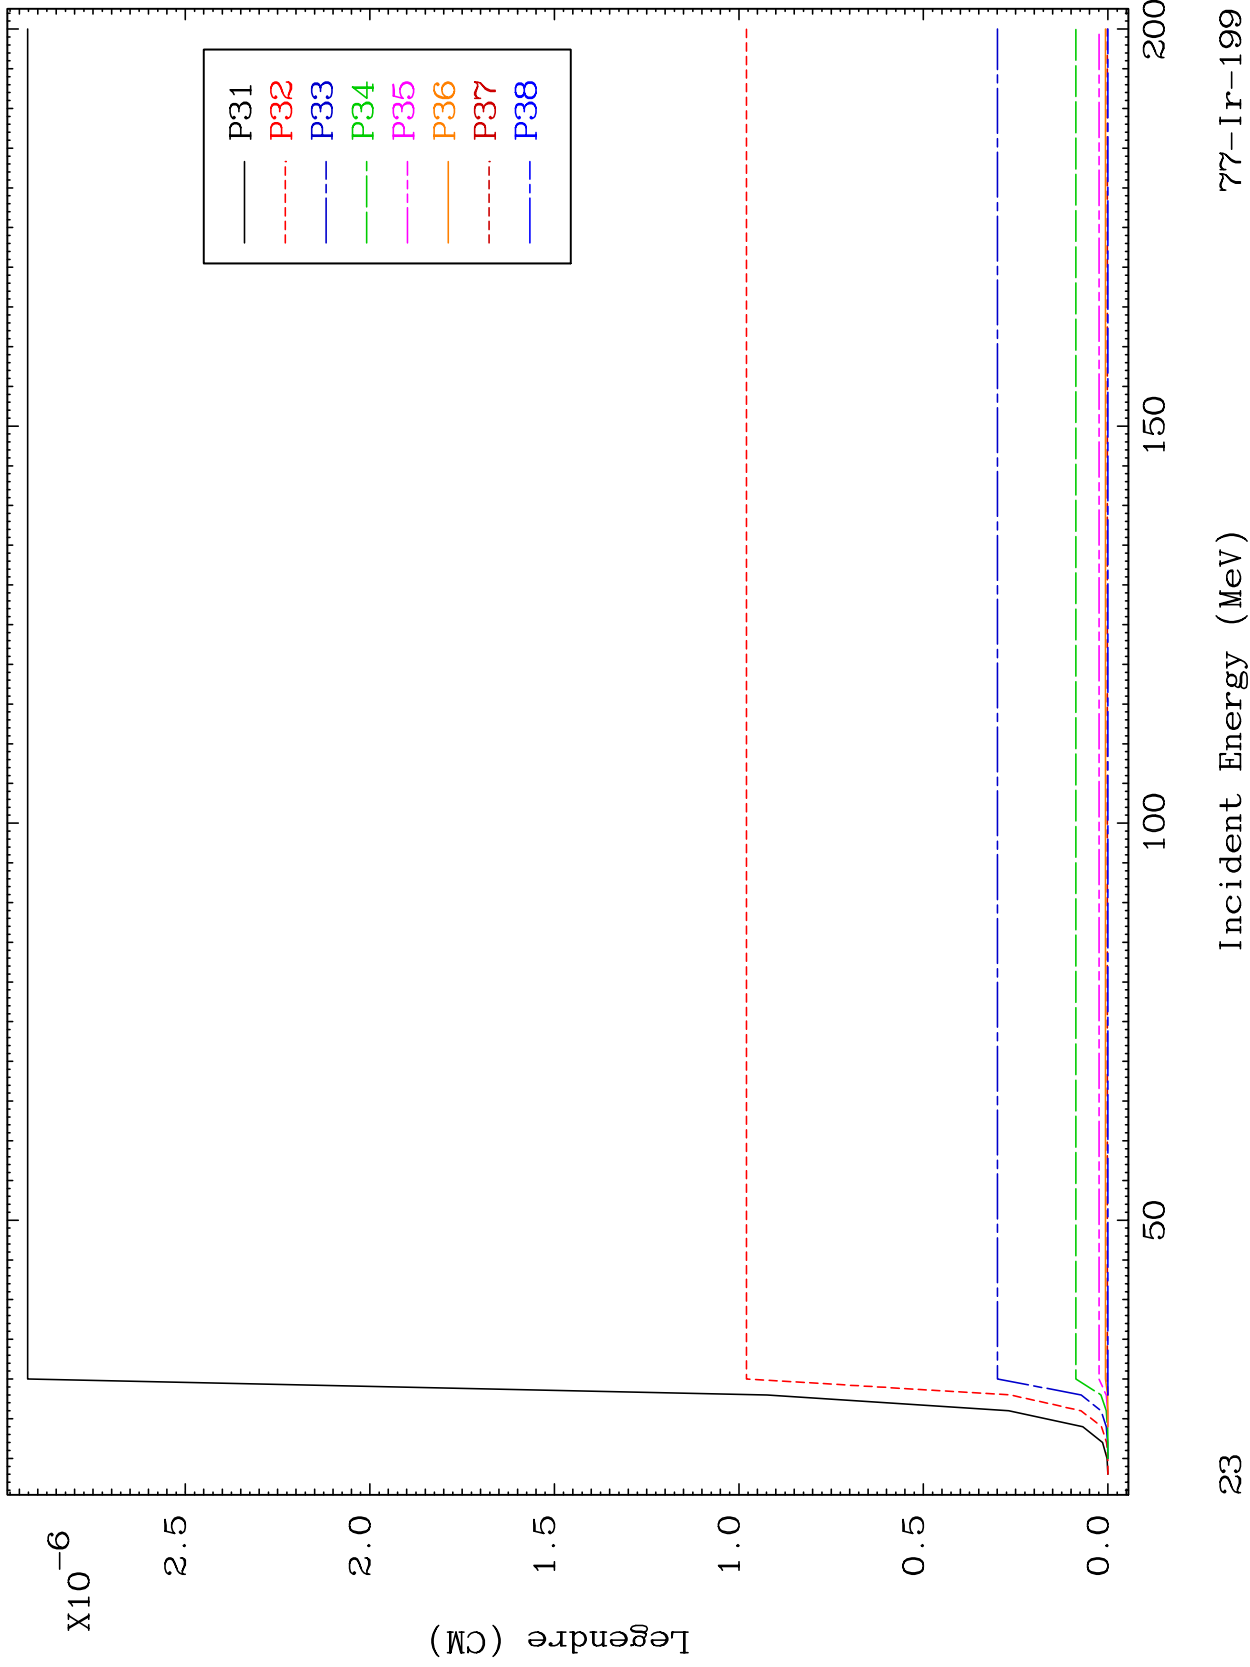 X10-6
2.5
2.0
1.5
1.0
0.5
0.0
Legendre (CM)
P31
P32
P33
P34
P35
P36
P37
P38
50
100
150
200
Incident Energy (MeV)
23
77-Ir-199